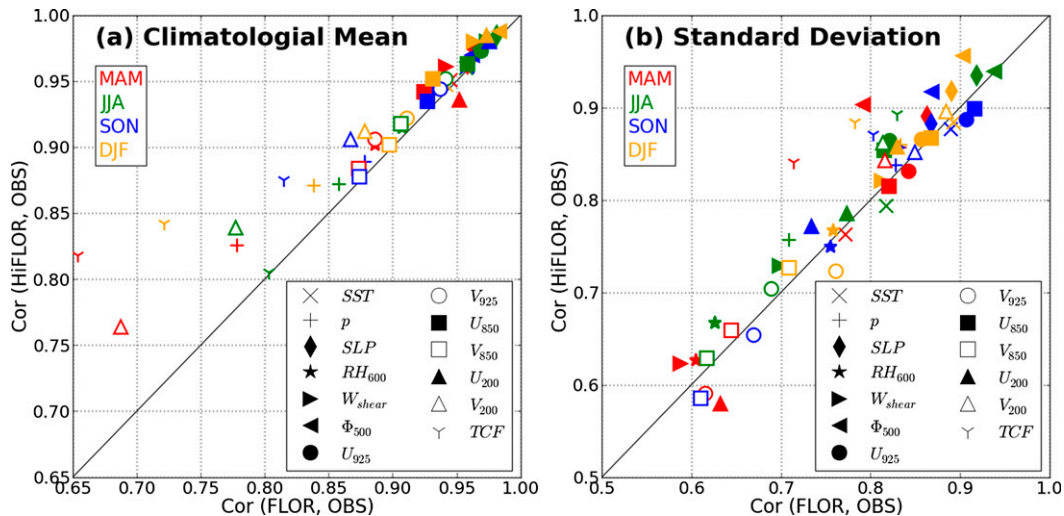 (a) Climatologial Mean
MAM
JJA
SON
DJF
Cor (HiFLOR, OBS)
1.00
0.95
0.90
0.85
0.80
0.75
0.70
0.65
SST
p
SLP
RH600
Wshear
Φ500
U925
V925
U850
V850
U200
V200
TCF
0.65 0.70 0.75 0.80 0.85 0.90 0.95 1.00
Cor (FLOR, OBS)
(b) Standard Deviation
MAM
JJA
SON
DJF
Cor (HiFLOR, OBS)
1.0
0.9
0.8
0.7
0.6
0.5
SST
p
SLP
RH600
Wshear
Φ500
U925
V925
U850
V850
U200
V200
TCF
0.5 0.6 0.7 0.8 0.9 1.0
Cor (FLOR, OBS)